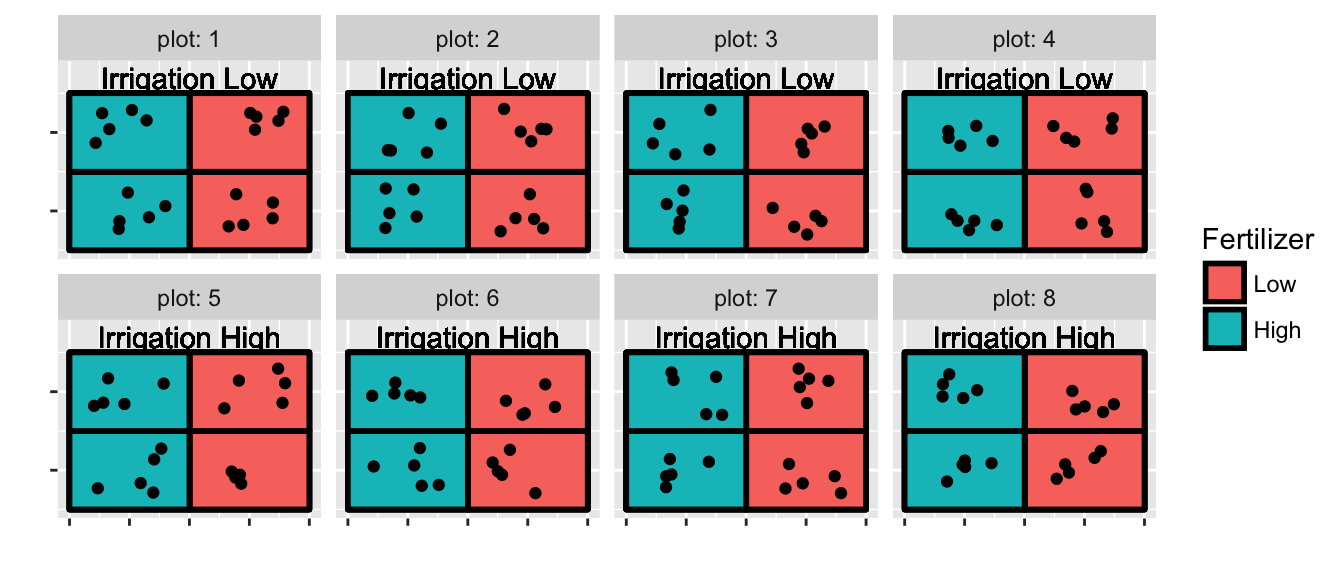 plot: 1
plot: 2
plot: 3
plot: 4
Irrigation Low
Irrigation Low
Irrigation Low
Irrigation Low
plot: 5
plot: 6
plot: 7
plot: 8
Irrigation High
Irrigation High
Irrigation High
Irrigation High
Fertilizer
Low
High